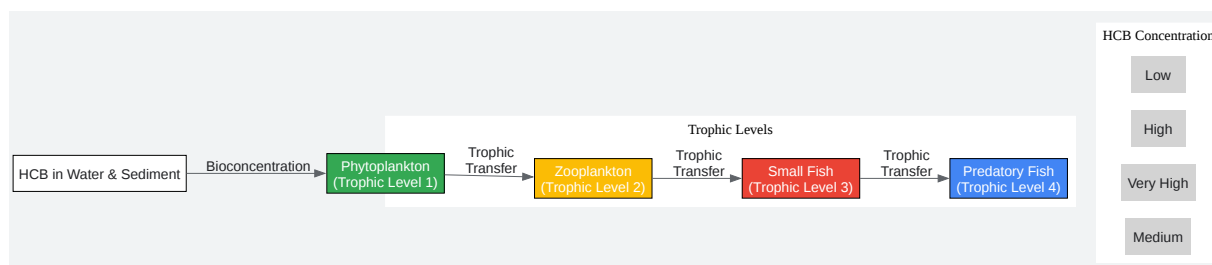 HCB in Water & Sediment
Bioconcentration
Trophic Levels
Phytoplankton
(Trophic Level 1)
Trophic
Transfer
Zooplankton
(Trophic Level 2)
Trophic
Transfer
Small Fish
(Trophic Level 3)
Trophic
Transfer
Predatory Fish
(Trophic Level 4)
HCB Concentration
Low
High
Very High
Medium